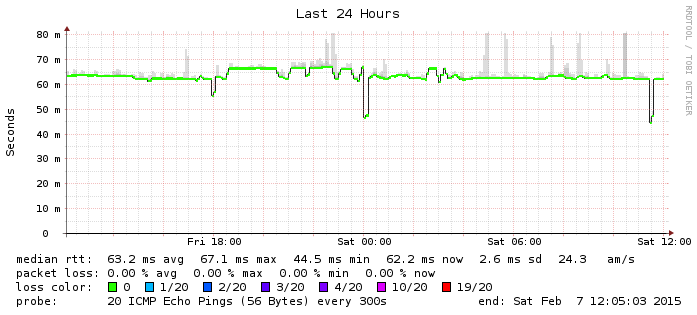 Last 24 Hours
RRDTOOL / TOBI OETIKER
Seconds
80 m
70 m
60 m
50 m
40 m
30 m
20 m
10 m
0
Fri 18:00 Sat 00:00 Sat 06:00 Sat 12:00
median rtt: 63.2 ms avg 67.1 ms max 44.5 ms min 62.2 ms now 2.6 ms sd 24.3 am/s
packet loss: 0.00 % avg 0.00 % max 0.00 % min 0.00 % now
loss color: 0 1/20 2/20 3/20 4/20 10/20 19/20
probe: 20 ICMP Echo Pings (56 Bytes) every 300s end: Sat Feb 7 12:05:03 2015